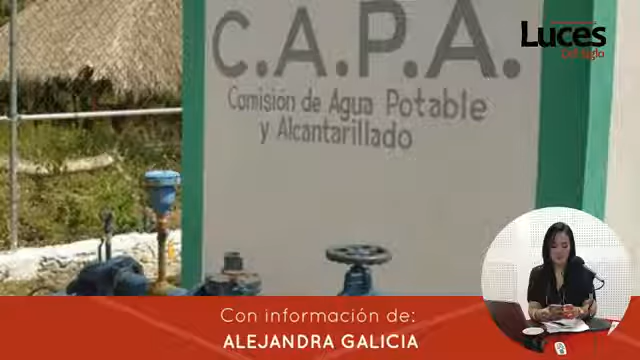 Luces
Del Siglo
C.A.P.A.
Comisión de Agua Potable
y Alcantarillado
Con información de:
ALEJANDRA GALICIA